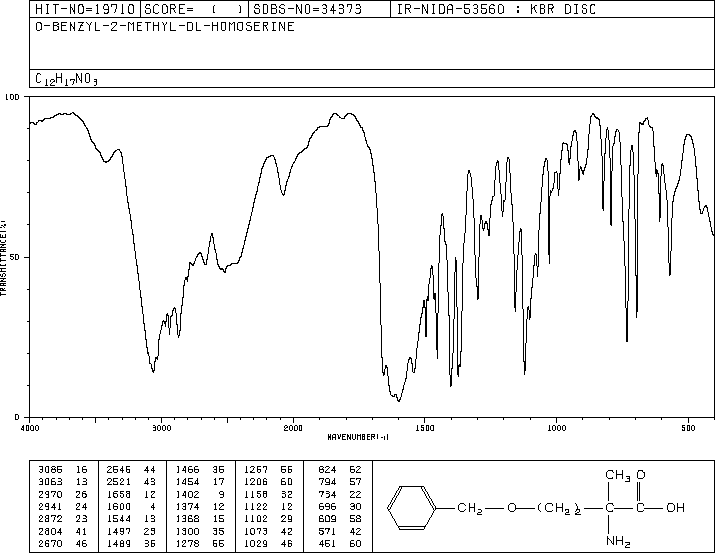 HIT-NO=19710 SCORE= ( ) SDBS-NO=34373 IR-NIDA-53560 : KBR DISC
O-BENZYL-2-METHYL-DL-HOMOSERINE
C12H17NO3
100
50
0
TRANSMITTANCE(%)
4000 3000 2000 1500 1000 500
WAVENUMBER(-1)
3085 16 2546 44 1466 36 1267 55 824 62
3063 13 2521 43 1454 17 1206 60 794 57
2970 26 1658 12 1402 9 1158 32 734 22
2941 24 1600 4 1374 12 1122 12 696 30
2872 23 1544 13 1368 15 1102 29 609 58
2804 41 1497 23 1300 35 1073 42 571 42
2670 46 1489 36 1278 55 1029 46 451 60
CH3 O
CH2 O (CH2)2 OH
NH2